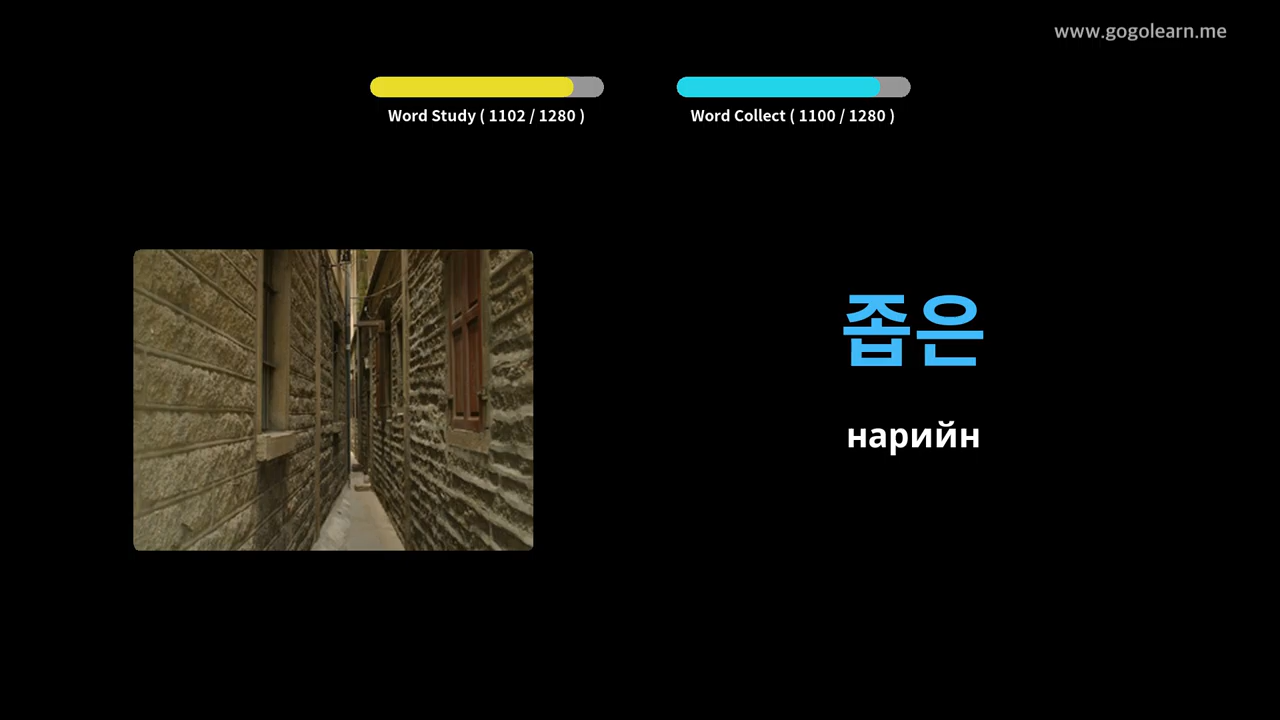 www.gogolearn.me
Word Study ( 1102 / 1280 )
Word Collect ( 1100 / 1280 )
좁은
нарийн